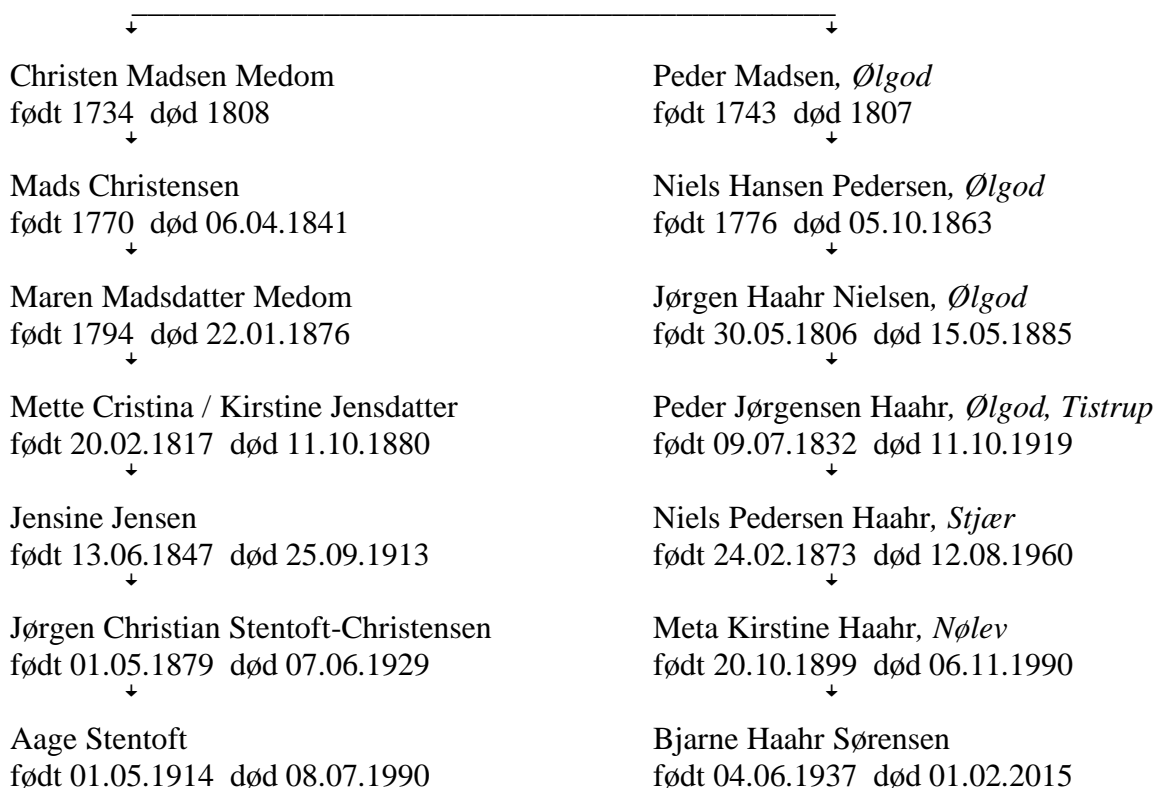 Christen Madsen Medom
født 1734 død 1808
Mads Christensen
født 1770 død 06.04.1841
Maren Madsdatter Medom
født 1794 død 22.01.1876
Mette Cristina / Kirstine Jensdatter
født 20.02.1817 død 11.10.1880
Jensine Jensen
født 13.06.1847 død 25.09.1913
Jørgen Christian Stentoft-Christensen
født 01.05.1879 død 07.06.1929
Aage Stentoft
født 01.05.1914 død 08.07.1990
Peder Madsen, Ølgod
født 1743 død 1807
Niels Hansen Pedersen, Ølgod
født 1776 død 05.10.1863
Jørgen Haahr Nielsen, Ølgod
født 30.05.1806 død 15.05.1885
Peder Jørgensen Haahr, Ølgod, Tistrup
født 09.07.1832 død 11.10.1919
Niels Pedersen Haahr, Stjær
født 24.02.1873 død 12.08.1960
Meta Kirstine Haahr, Nølev
født 20.10.1899 død 06.11.1990
Bjarne Haahr Sørensen
født 04.06.1937 død 01.02.2015